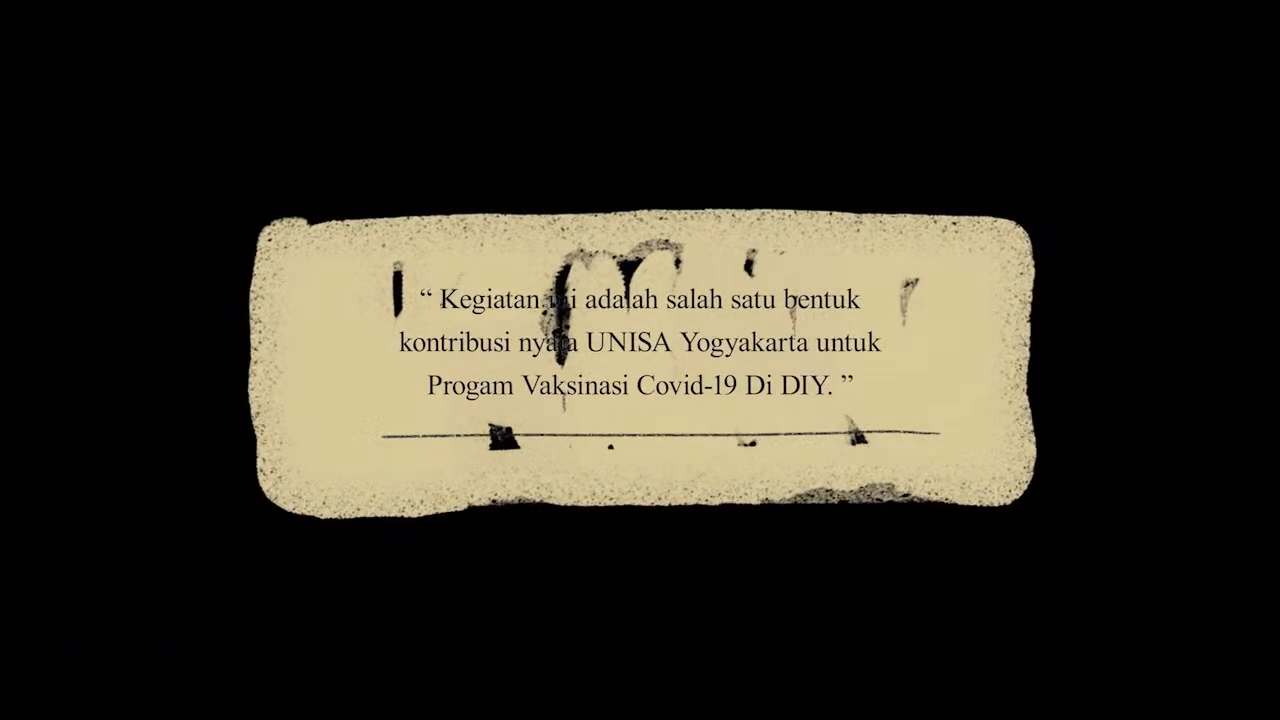 “ Kegiatan ini adalah salah satu bentuk
kontribusi nyata UNISA Yogyakarta untuk
Progam Vaksinasi Covid-19 Di DIY. ”